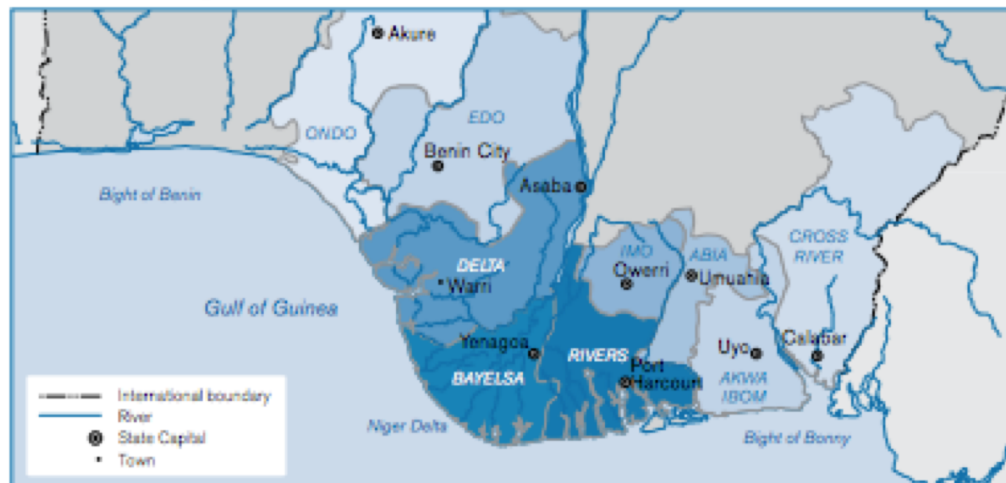 Akure
ONDO
EDO
Benin City
Bight of Benin
Asaba
CROSS
RIVER
IMO
ABIA
DELTA
Owerri
Umuahia
Warri
Gulf of Guinea
Yenagoa
RIVERS
Uyo
Calabar
BAYELSA
Port
Harcourt
AKWA
IBOM
Niger Delta
Bight of Bonny
International boundary
River
State Capital
Town